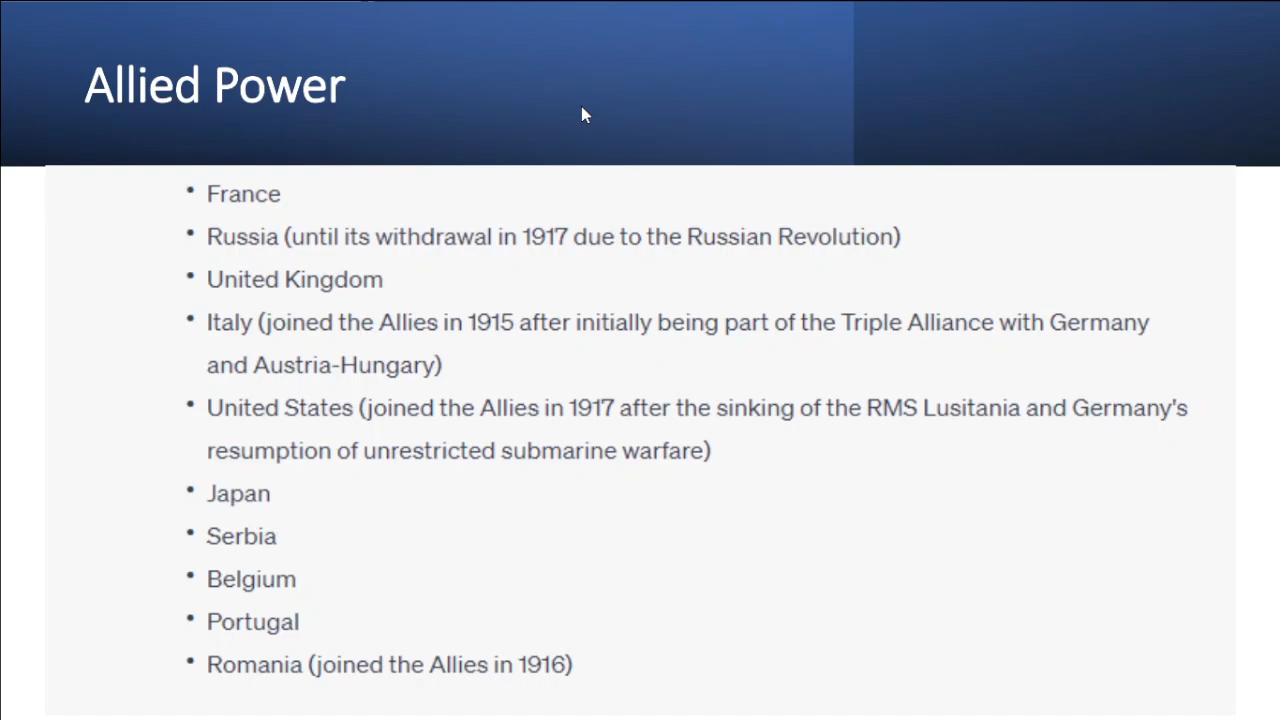 Allied Power
• France
• Russia (until its withdrawal in 1917 due to the Russian Revolution)
• United Kingdom
• Italy (joined the Allies in 1915 after initially being part of the Triple Alliance with Germany
and Austria-Hungary)
• United States (joined the Allies in 1917 after the sinking of the RMS Lusitania and Germany's
resumption of unrestricted submarine warfare)
• Japan
• Serbia
• Belgium
• Portugal
• Romania (joined the Allies in 1916)